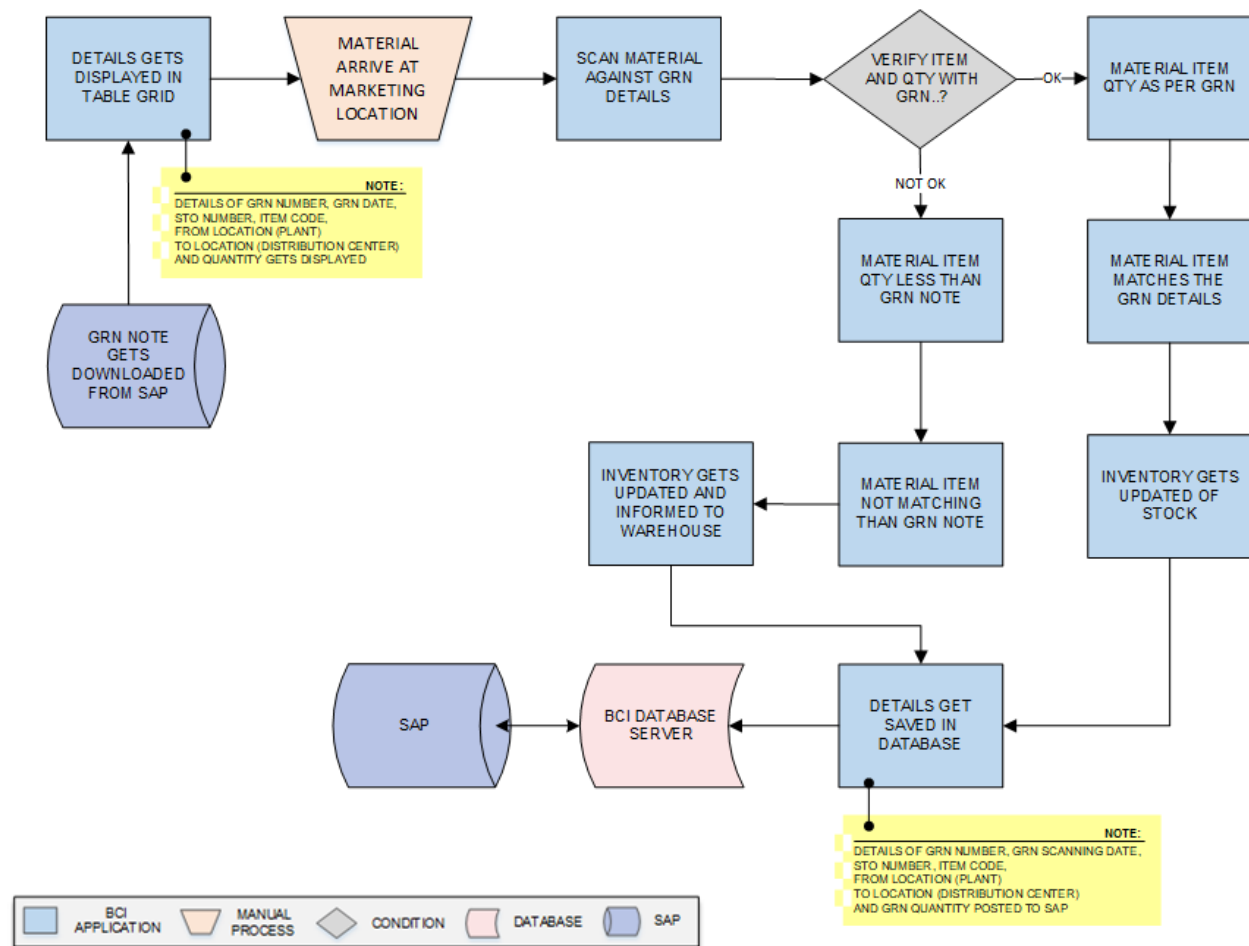 DETAILS GETS
DISPLAYED IN
TABLE GRID
MATERIAL
ARRIVE AT
MARKETING
LOCATION
SCAN MATERIAL
AGAINST GRN
DETAILS
VERIFY ITEM
AND QTY WITH
GRN..?
OK
MATERIAL ITEM
QTY AS PER GRN
NOTE:
DETAILS OF GRN NUMBER, GRN DATE,
STO NUMBER, ITEM CODE,
FROM LOCATION (PLANT)
TO LOCATION (DISTRIBUTION CENTER)
AND QUANTITY GETS DISPLAYED
NOT OK
MATERIAL ITEM
QTY LESS THAN
GRN NOTE
MATERIAL ITEM
MATCHES THE
GRN DETAILS
GRN NOTE
GETS
DOWNLOADED
FROM SAP
INVENTORY GETS
UPDATED AND
INFORMED TO
WAREHOUSE
MATERIAL ITEM
NOT MATCHING
THAN GRN NOTE
INVENTORY GETS
UPDATED OF
STOCK
SAP
BCI DATABASE
SERVER
DETAILS GET
SAVED IN
DATABASE
NOTE:
DETAILS OF GRN NUMBER, GRN SCANNING DATE,
STO NUMBER, ITEM CODE,
FROM LOCATION (PLANT)
TO LOCATION (DISTRIBUTION CENTER)
AND GRN QUANTITY POSTED TO SAP
BCI
APPLICATION
MANUAL
PROCESS
CONDITION
DATABASE
SAP